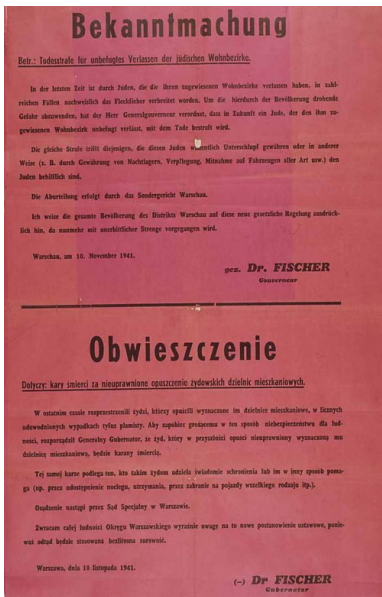 Bekanntmachung
Betr.: Todesstrafe für unbefugtes Verlassen der jüdischen Wohnbezirke.
In der letzten Zeit ist durch Juden, die die ihnen zugewiesenen Wohnbezirke verlassen haben, in zahl-
reichen Fällen nachweislich das Fleckfieber verbreitet worden. Um die hierdurch der Bevölkerung drohende
Gefahr abzuwenden, hat der Herr Generalgouverneur verordnet, dass in Zukunft ein Jude, der den ihm zu-
gewiesenen Wohnbezirk unbefugt verlässt, mit dem Tode bestraft wird.
Die gleiche Strafe trifft diejenigen, die diesen Juden wissentlich Unterschlupf gewähren oder in anderer
Weise (z. B. durch Gewährung von Nachtlagern, Verpflegung, Mitnahme auf Fahrzeugen aller Art usw.) den
Juden behilflich sind.
Die Aburteilung erfolgt durch das Sondergericht Warschau.
Ich weise die gesamte Bevölkerung des Distrikts Warschau auf diese neue gesetzliche Regelung ausdrück-
lich hin, da nunmehr mit unerbittlicher Strenge vorgegangen wird.
Warschau, am 10. November 1941.
gez. Dr. FISCHER
Gouverneur
Obwieszczenie
Dotyczy: kary śmierci za nieuprawnione opuszczenie żydowskich dzielnic mieszkaniowych.
W ostatnim czasie rozprzestrzenili żydzi, którzy opuścili wyznaczone im dzielnice mieszkaniowe, w licznych
udowodnionych wypadkach tyfus plamisty. Aby zapobiec grożącemu w ten sposób niebezpieczeństwu dla lud-
ności, rozporządził Generalny Gubernator, że żyd, który w przyszłości opuści nieuprawniony wyznaczoną mu
dzielnicę mieszkaniową, będzie karany śmiercią.
Tej samej karze podlega ten, kto takim żydom udziela świadomie schronienia lub im w inny sposób poma-
ga (np. przez udostępnienie noclegu, utrzymania, przez zabranie na pojazdy wszelkiego rodzaju itp.).
Osądzenie nastąpi przez Sąd Specjalny w Warszawie.
Zwracam całej ludności Okręgu Warszawskiego wyraźnie uwagę na to nowe postanowienie ustawowe, ponie-
waż odtąd będzie stosowana bezlitosna surowość.
Warszawa, dnia 10 listopada 1941.
(—) Dr FISCHER
Gubernator